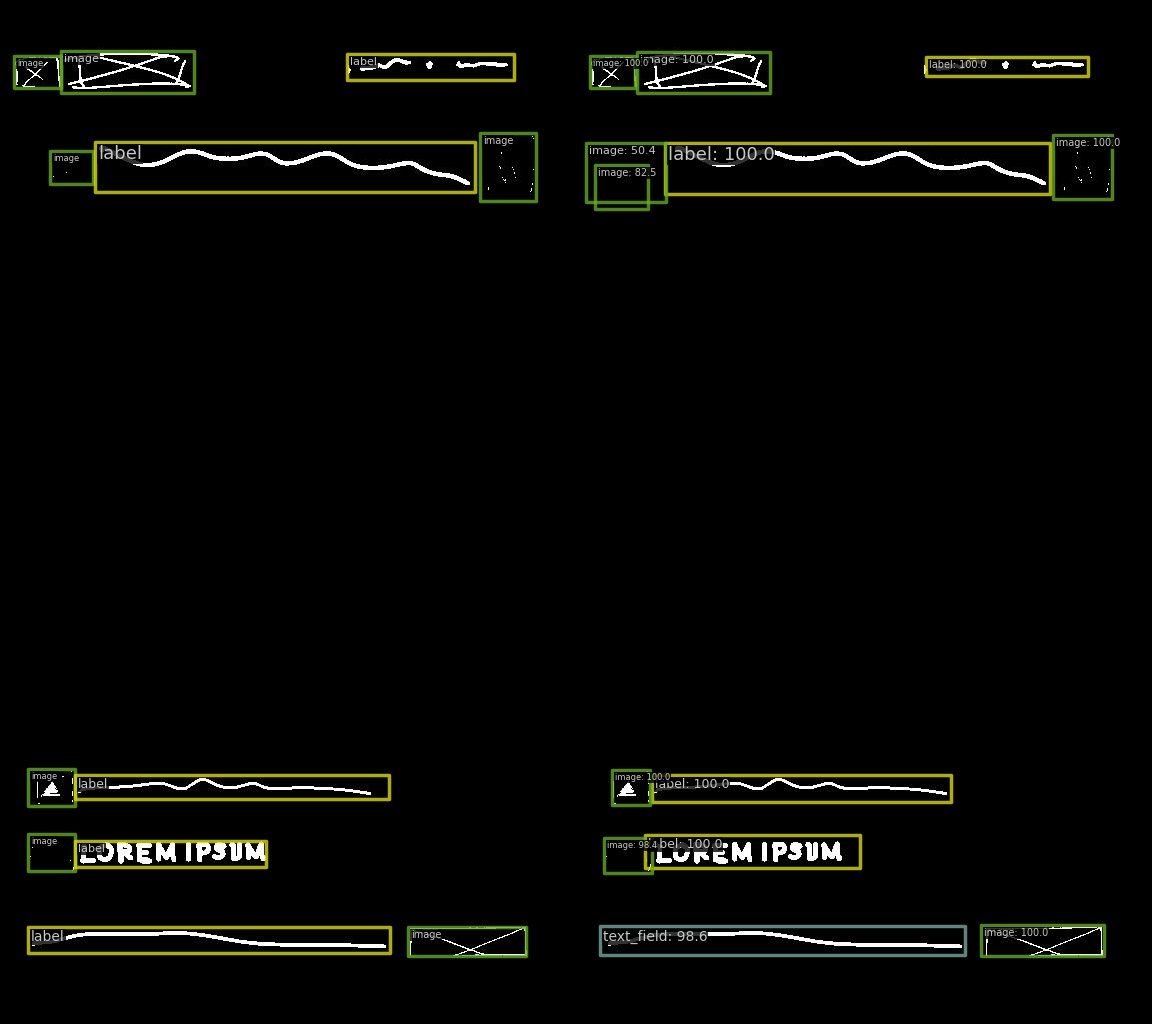 image image label image: 100.0 image: 100.0 label: 100.0
image label image image: 50.4 label: 100.0 image: 100.0
image: 82.5
image label image: 100.0 label: 100.0
image label LOREM IPSUM image: 98.4 label: 100.0 LOREM IPSUM
label image text_field: 98.6 image: 100.0